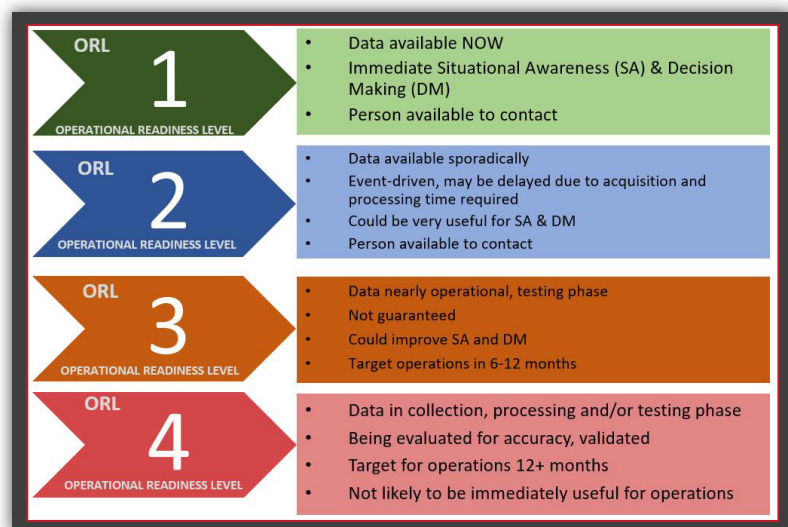 ORL
1
OPERATIONAL READINESS LEVEL
• Data available NOW
• Immediate Situational Awareness (SA) & Decision
Making (DM)
• Person available to contact
ORL
2
OPERATIONAL READINESS LEVEL
• Data available sporadically
• Event-driven, may be delayed due to acquisition and
processing time required
• Could be very useful for SA & DM
• Person available to contact
ORL
3
OPERATIONAL READINESS LEVEL
• Data nearly operational, testing phase
• Not guaranteed
• Could improve SA and DM
• Target operations in 6-12 months
ORL
4
OPERATIONAL READINESS LEVEL
• Data in collection, processing and/or testing phase
• Being evaluated for accuracy, validated
• Target for operations 12+ months
• Not likely to be immediately useful for operations